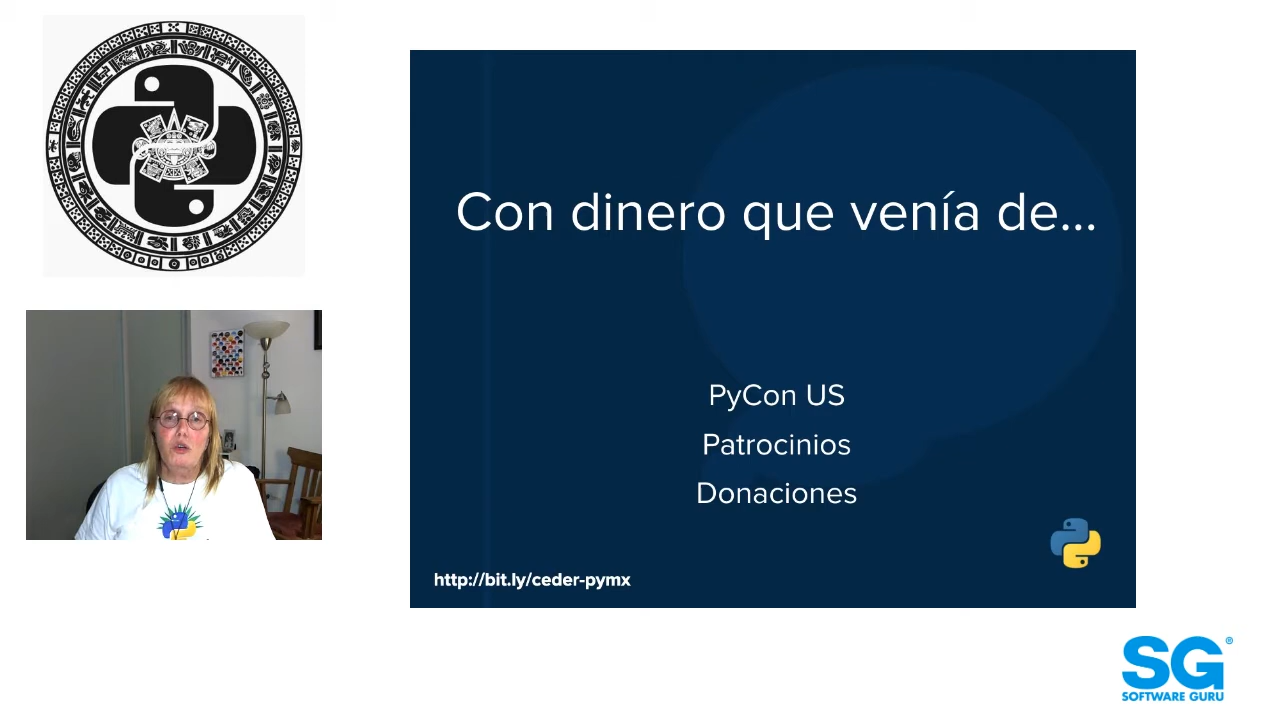 Con dinero que venía de...
PyCon US
Patrocinios
Donaciones
http://bit.ly/ceder-pymx
SG®
SOFTWARE GURU